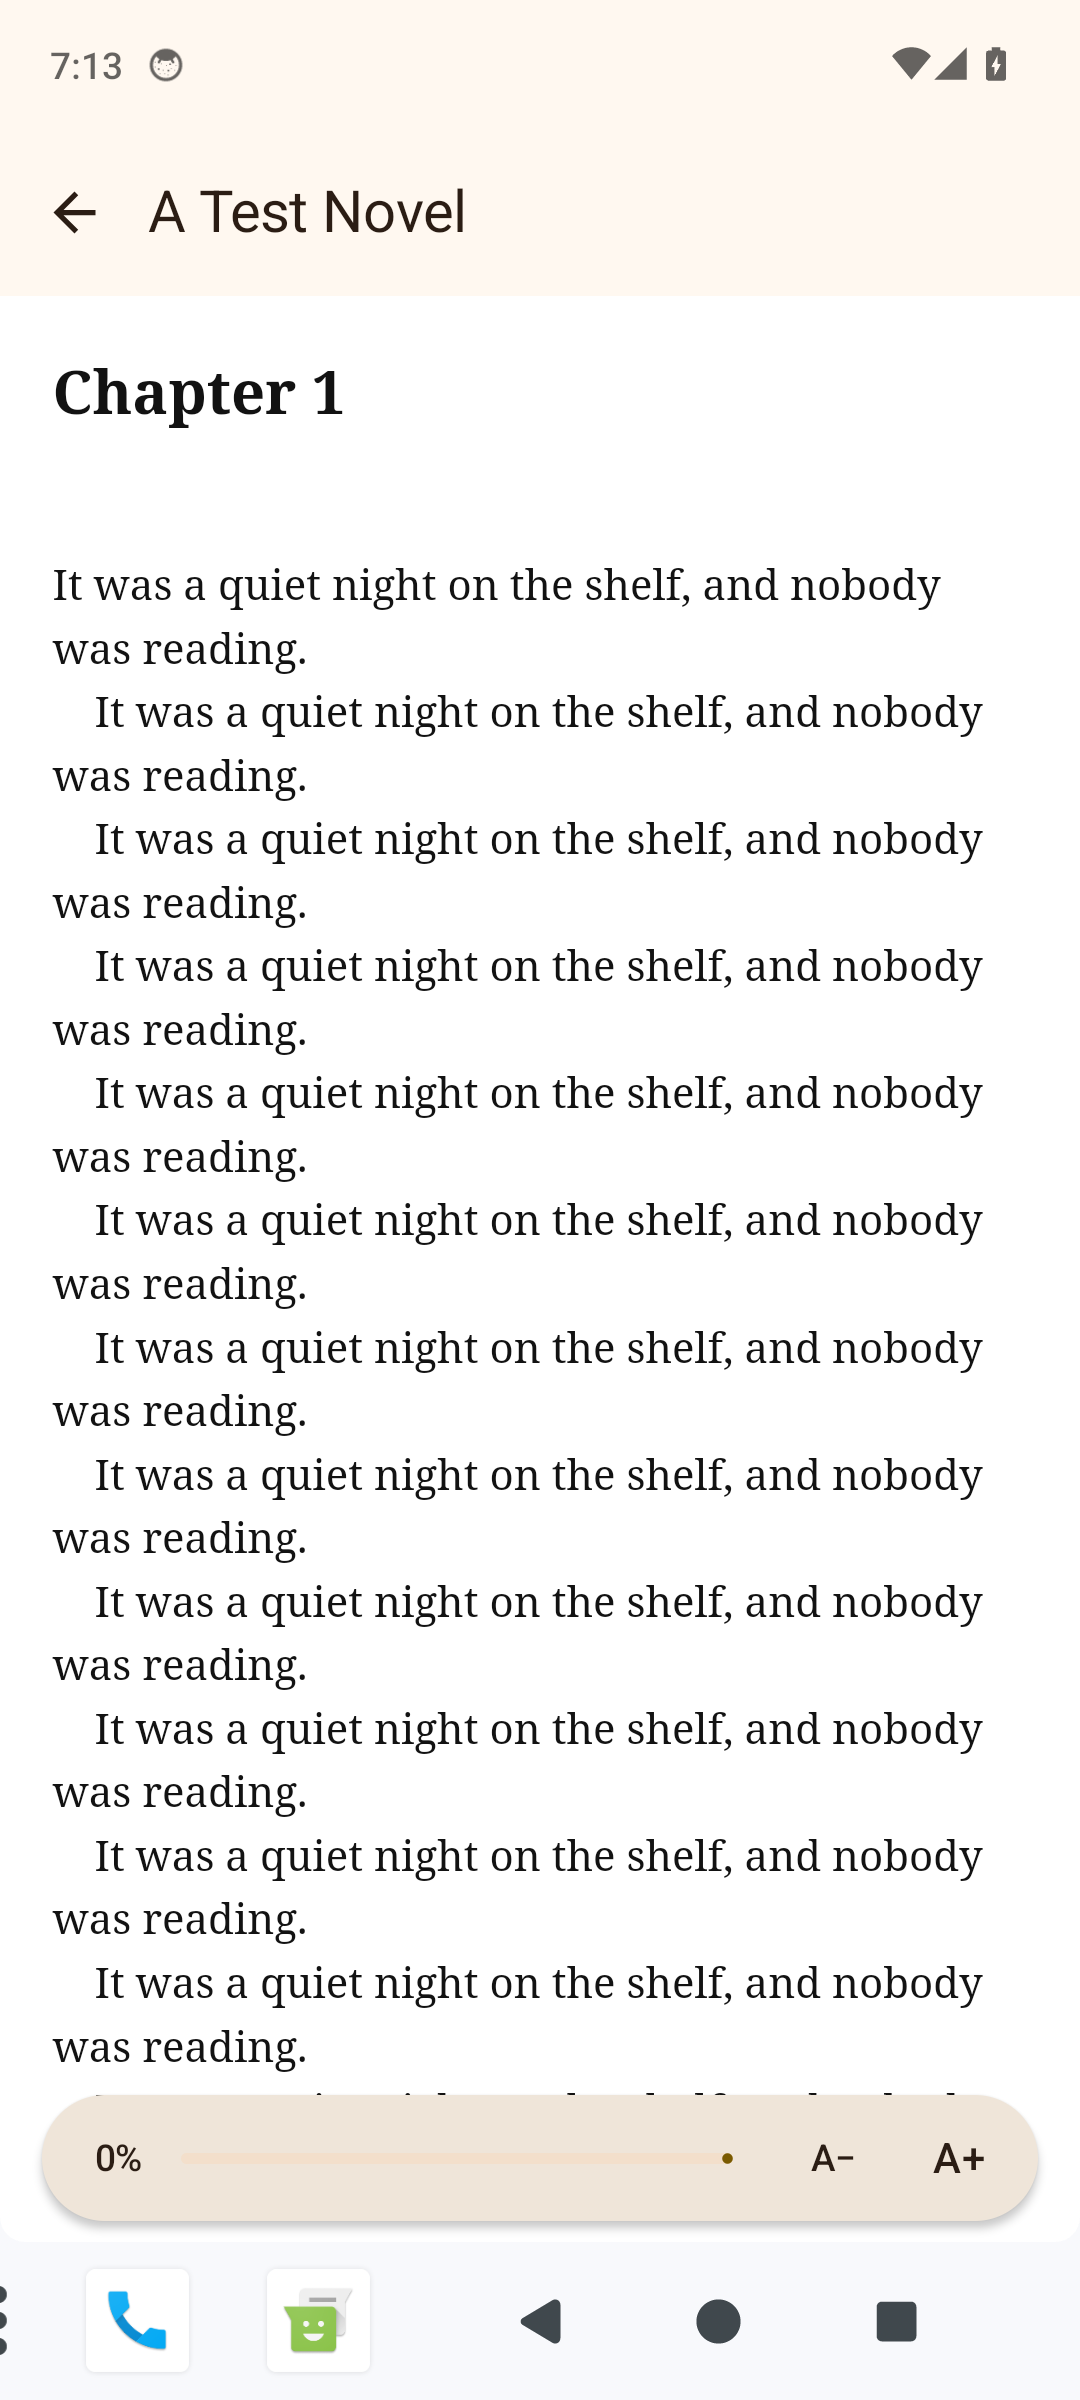 7:13
A Test Novel
Chapter 1
It was a quiet night on the shelf, and nobody
was reading.
It was a quiet night on the shelf, and nobody
was reading.
It was a quiet night on the shelf, and nobody
was reading.
It was a quiet night on the shelf, and nobody
was reading.
It was a quiet night on the shelf, and nobody
was reading.
It was a quiet night on the shelf, and nobody
was reading.
It was a quiet night on the shelf, and nobody
was reading.
It was a quiet night on the shelf, and nobody
was reading.
It was a quiet night on the shelf, and nobody
was reading.
It was a quiet night on the shelf, and nobody
was reading.
It was a quiet night on the shelf, and nobody
was reading.
It was a quiet night on the shelf, and nobody
was reading.
0% A− A+